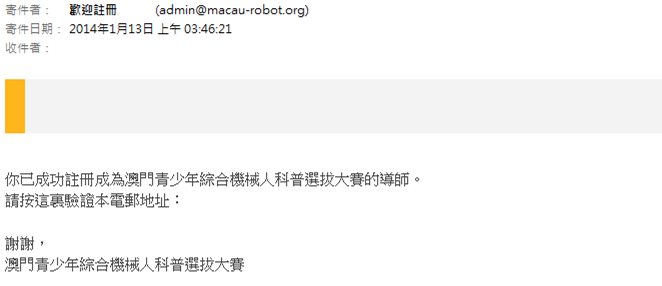 寄件者： 歡迎註冊 (admin@macau-robot.org)
寄件日期： 2014年1月13日 上午 03:46:21
收件者：
你已成功註冊成為澳門青少年綜合機械人科普選拔大賽的導師。
請按這裏驗證本電郵地址：
謝謝，
澳門青少年綜合機械人科普選拔大賽